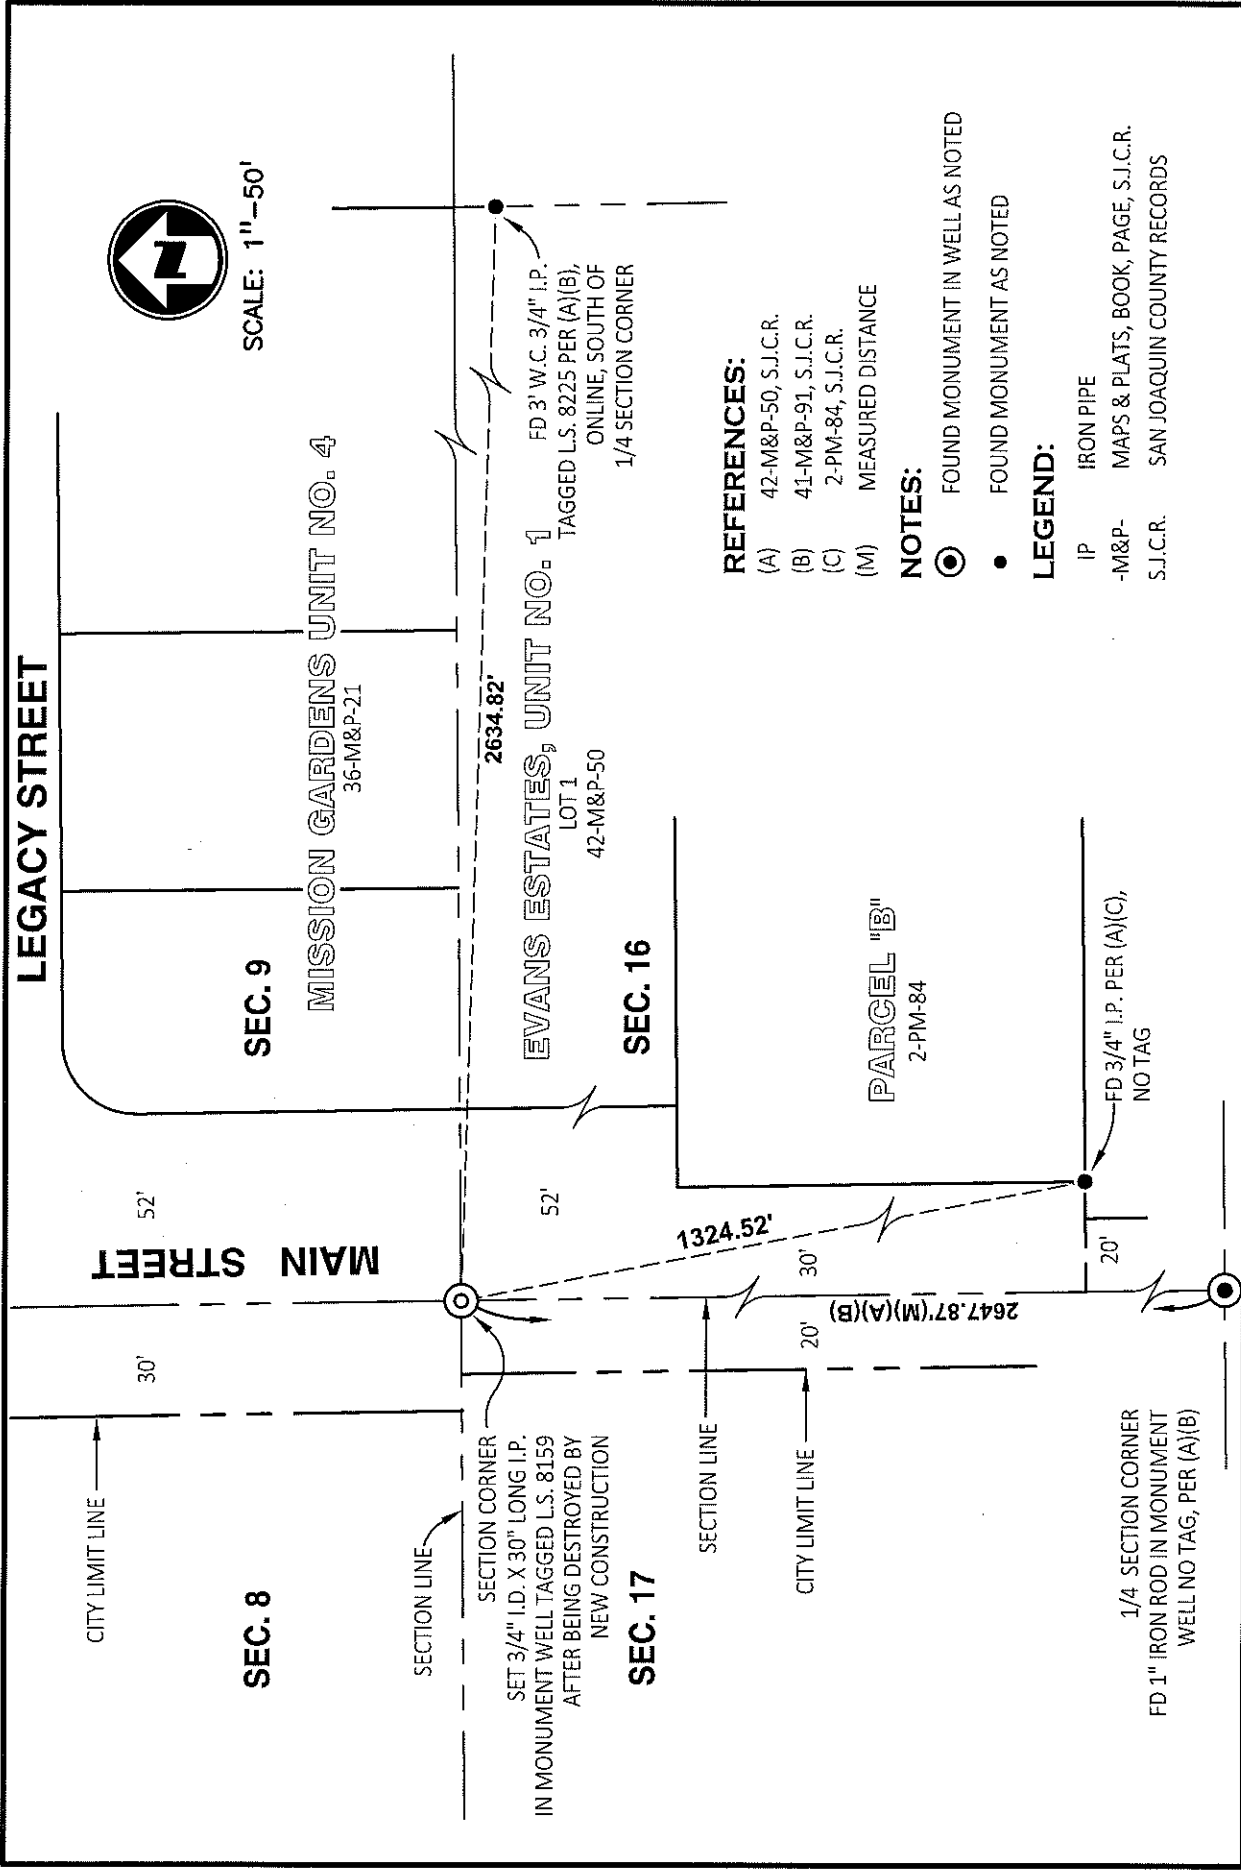 LEGACY STREET
N
SCALE: 1"=50'
CITY LIMIT LINE
30'
MAIN STREET
52'
SEC. 8
SEC. 9
MISSION GARDENS UNIT NO. 4
36-M&P-21
SECTION LINE
SECTION CORNER
SET 3/4" I.D. X 30" LONG I.P.
IN MONUMENT WELL TAGGED L.S. 8159
AFTER BEING DESTROYED BY
NEW CONSTRUCTION
2634.82'
FD 3' W.C. 3/4" I.P.
TAGGED L.S. 8225 PER (A)(B),
ONLINE, SOUTH OF
1/4 SECTION CORNER
52'
EVANS ESTATES, UNIT NO. 1
LOT 1
42-M&P-50
SEC. 17
SEC. 16
SECTION LINE
1324.52'
CITY LIMIT LINE
20'
30'
2647.87'(M)(A)(B)
PARCEL "B"
2-PM-84
20'
FD 3/4" I.P. PER (A)(C),
NO TAG
1/4 SECTION CORNER
FD 1" IRON ROD IN MONUMENT
WELL NO TAG, PER (A)(B)
REFERENCES:
(A) 42-M&P-50, S.J.C.R.
(B) 41-M&P-91, S.J.C.R.
(C) 2-PM-84, S.J.C.R.
(M) MEASURED DISTANCE
NOTES:
FOUND MONUMENT IN WELL AS NOTED
FOUND MONUMENT AS NOTED
LEGEND:
IP IRON PIPE
-M&P- MAPS & PLATS, BOOK, PAGE, S.J.C.R.
S.J.C.R. SAN JOAQUIN COUNTY RECORDS